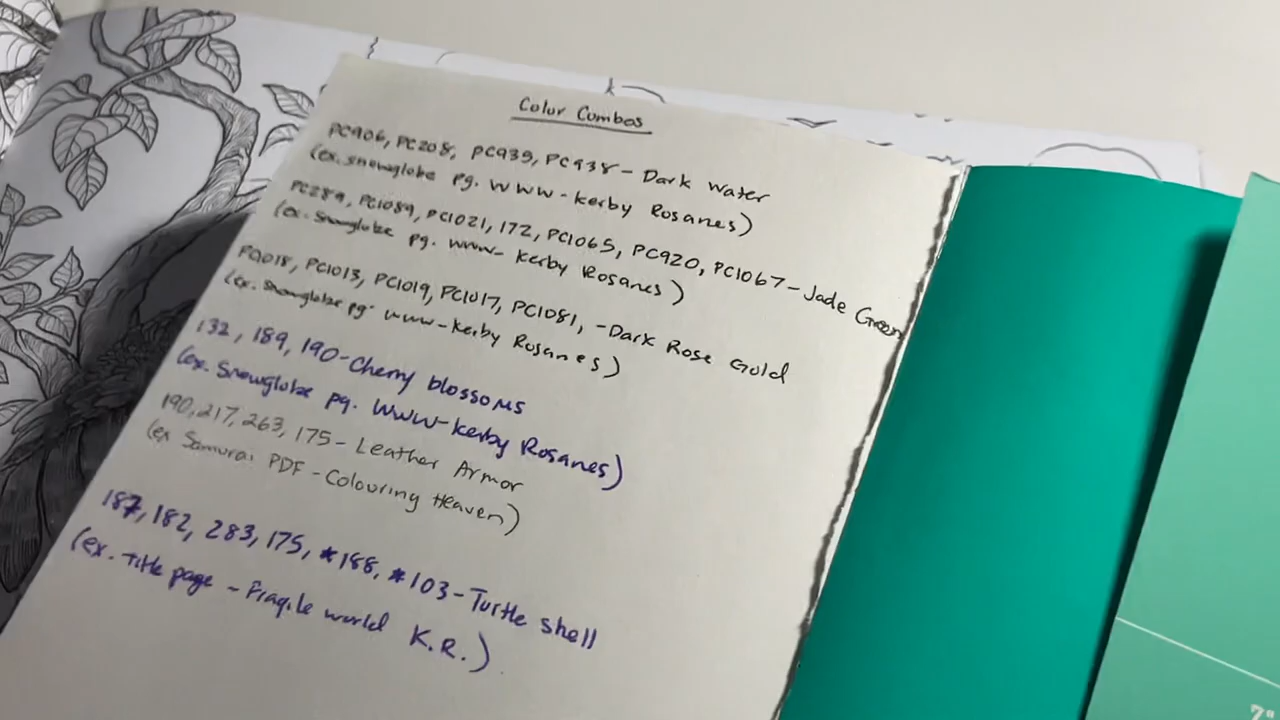 Color Combos
PC906, PC208, PC935, PC938 - Dark Water
(ex. snowglobe pg. WWW - kerby Rosanes)
PC289, PC1089, PC1021, 172, PC1065, PC920, PC1067 - Jade Green
(ex. Snowglobe pg. www - kerby Rosanes)
PC1018, PC1013, PC1019, PC1017, PC1081, - Dark Rose Gold
(ex. Snowglobe pg. www - kerby Rosanes)
132, 189, 190 - Cherry blossoms
(ex. Snowglobe pg. WWW - kerby Rosanes)
190, 217, 263, 175 - Leather Armor
(ex Samurai PDF - Colouring Heaven)
187, 182, 283, 175, *188, *103 - Turtle shell
(ex. Title page - Fragile world K.R.)
7"